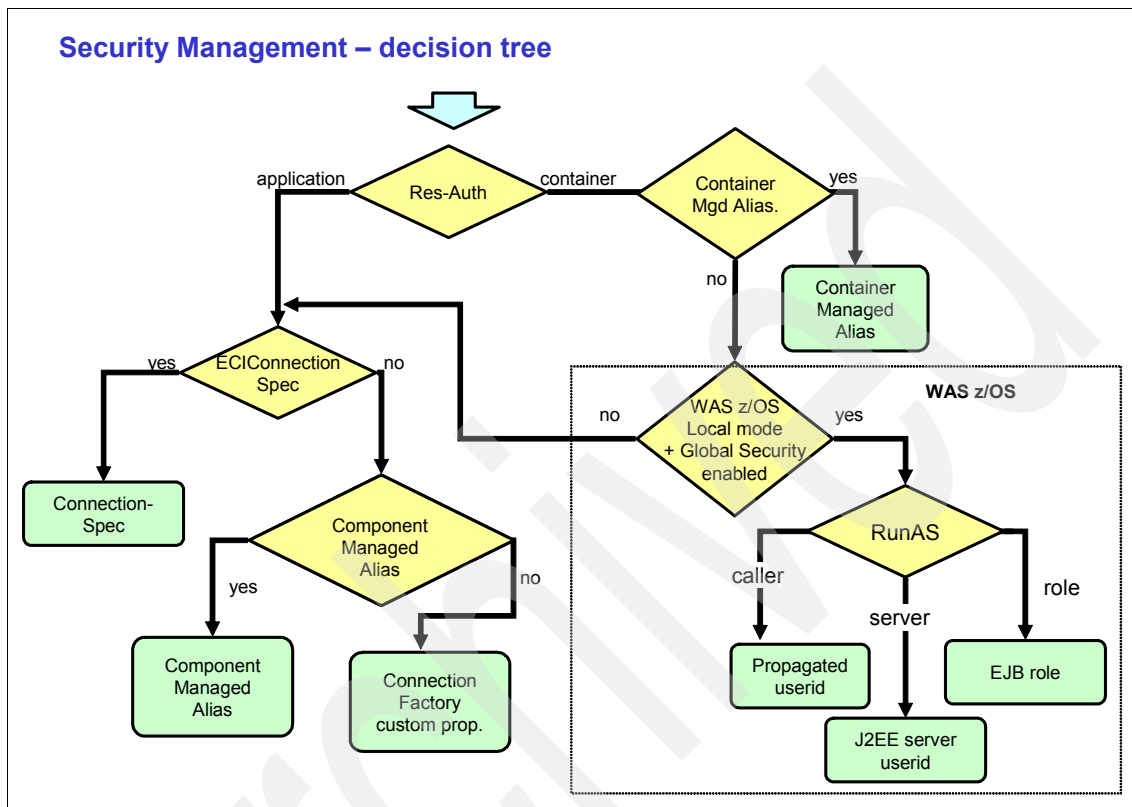 Security Management – decision tree
application
Res-Auth
container
Container
Mgd Alias.
yes
no
Container
Managed
Alias
yes
ECIConnection
Spec
no
WAS z/OS
no
WAS z/OS
Local mode
+ Global Security
enabled
yes
Connection-
Spec
Component
Managed
Alias
RunAS
yes
no
caller
server
role
Component
Managed
Alias
Connection
Factory
custom prop.
Propagated
userid
EJB role
J2EE server
userid